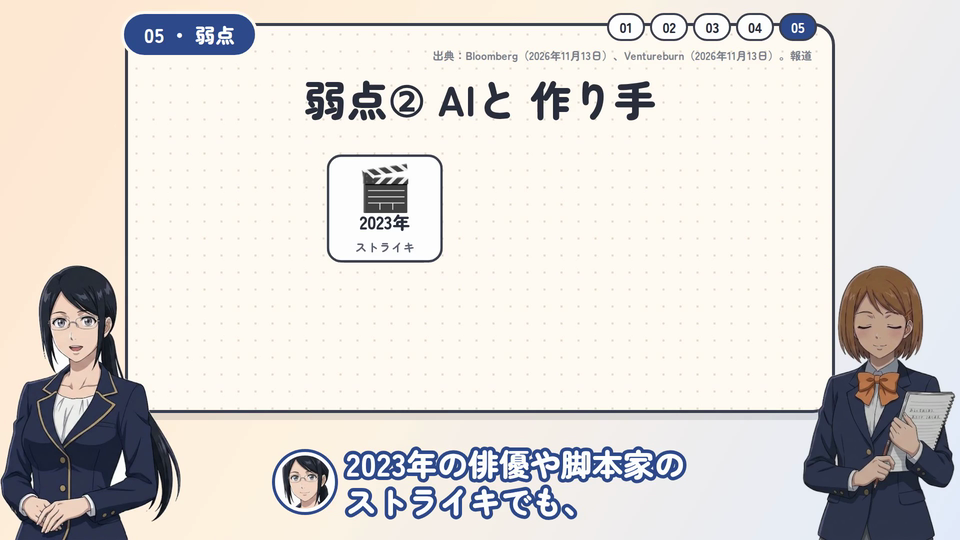 05 ・ 弱点
01 02 03 04 05
出典：Bloomberg（2026年11月13日）、Ventureburn（2026年11月13日）。報道
弱点② AIと 作り手
2023年
ストライキ
2023年の俳優や脚本家の
ストライキでも、